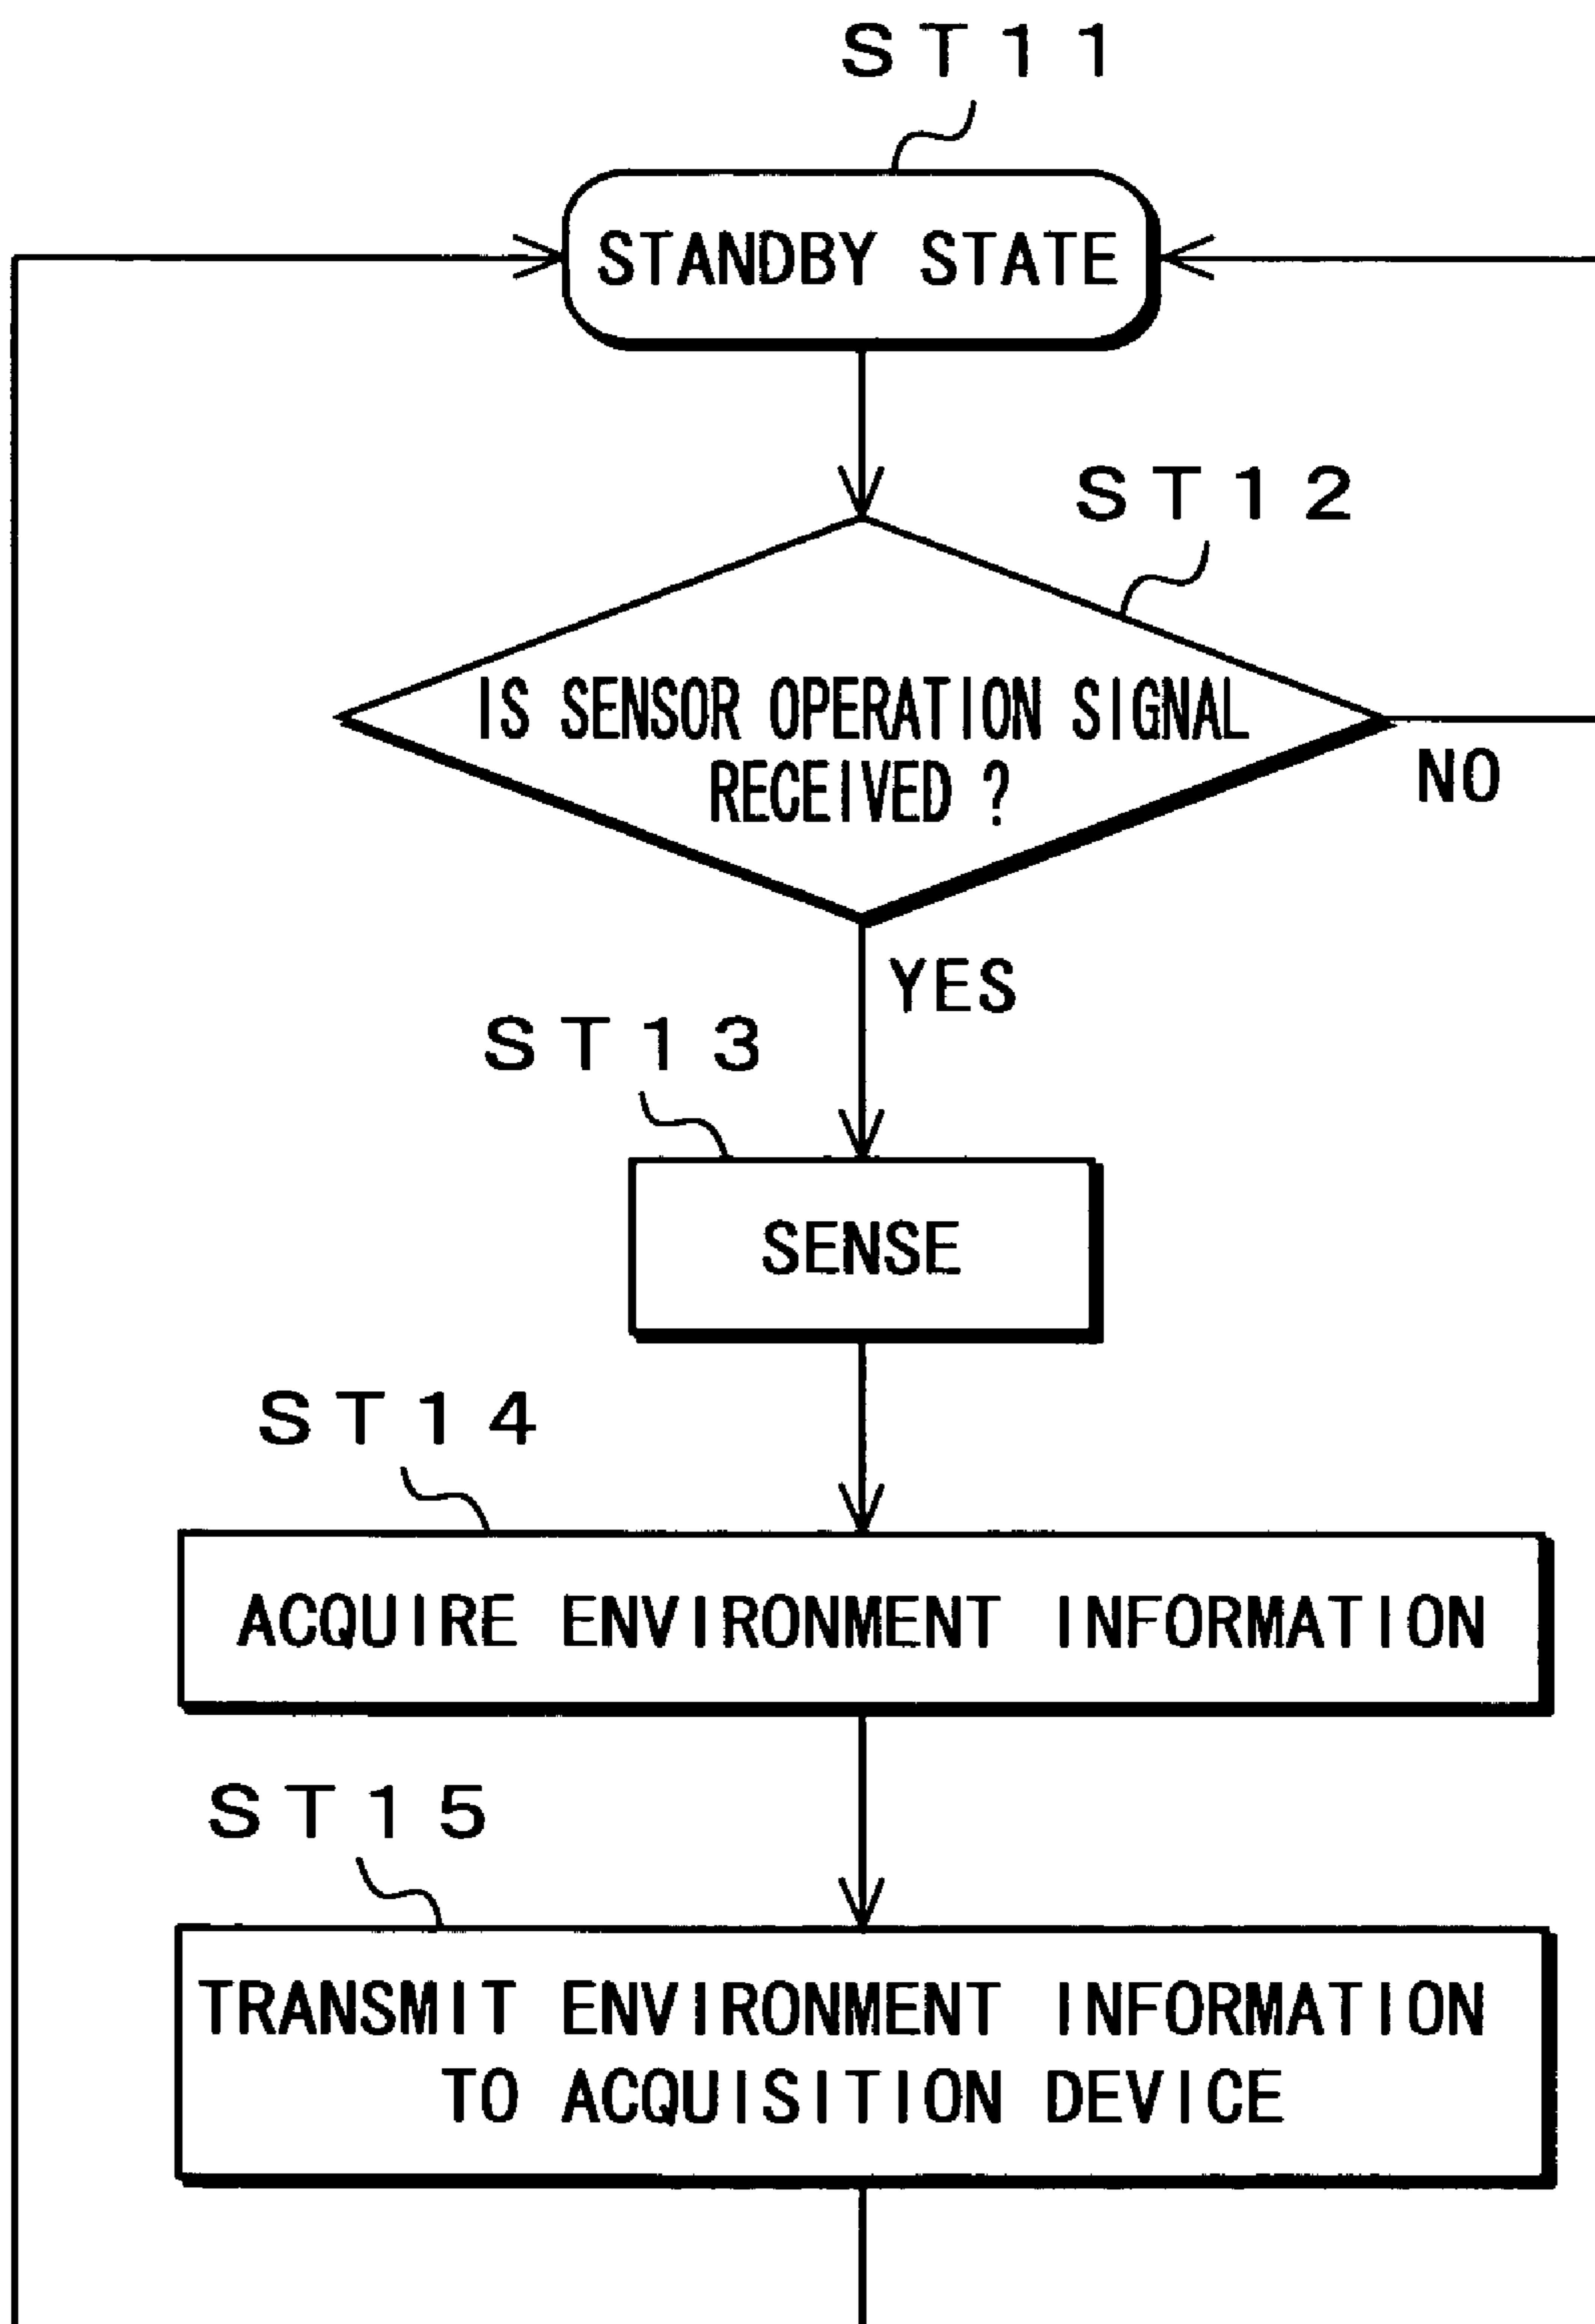 ST11
STANDBY STATE
ST12
IS SENSOR OPERATION SIGNAL
RECEIVED ?
NO
YES
ST13
SENSE
ST14
ACQUIRE ENVIRONMENT INFORMATION
ST15
TRANSMIT ENVIRONMENT INFORMATION
TO ACQUISITION DEVICE